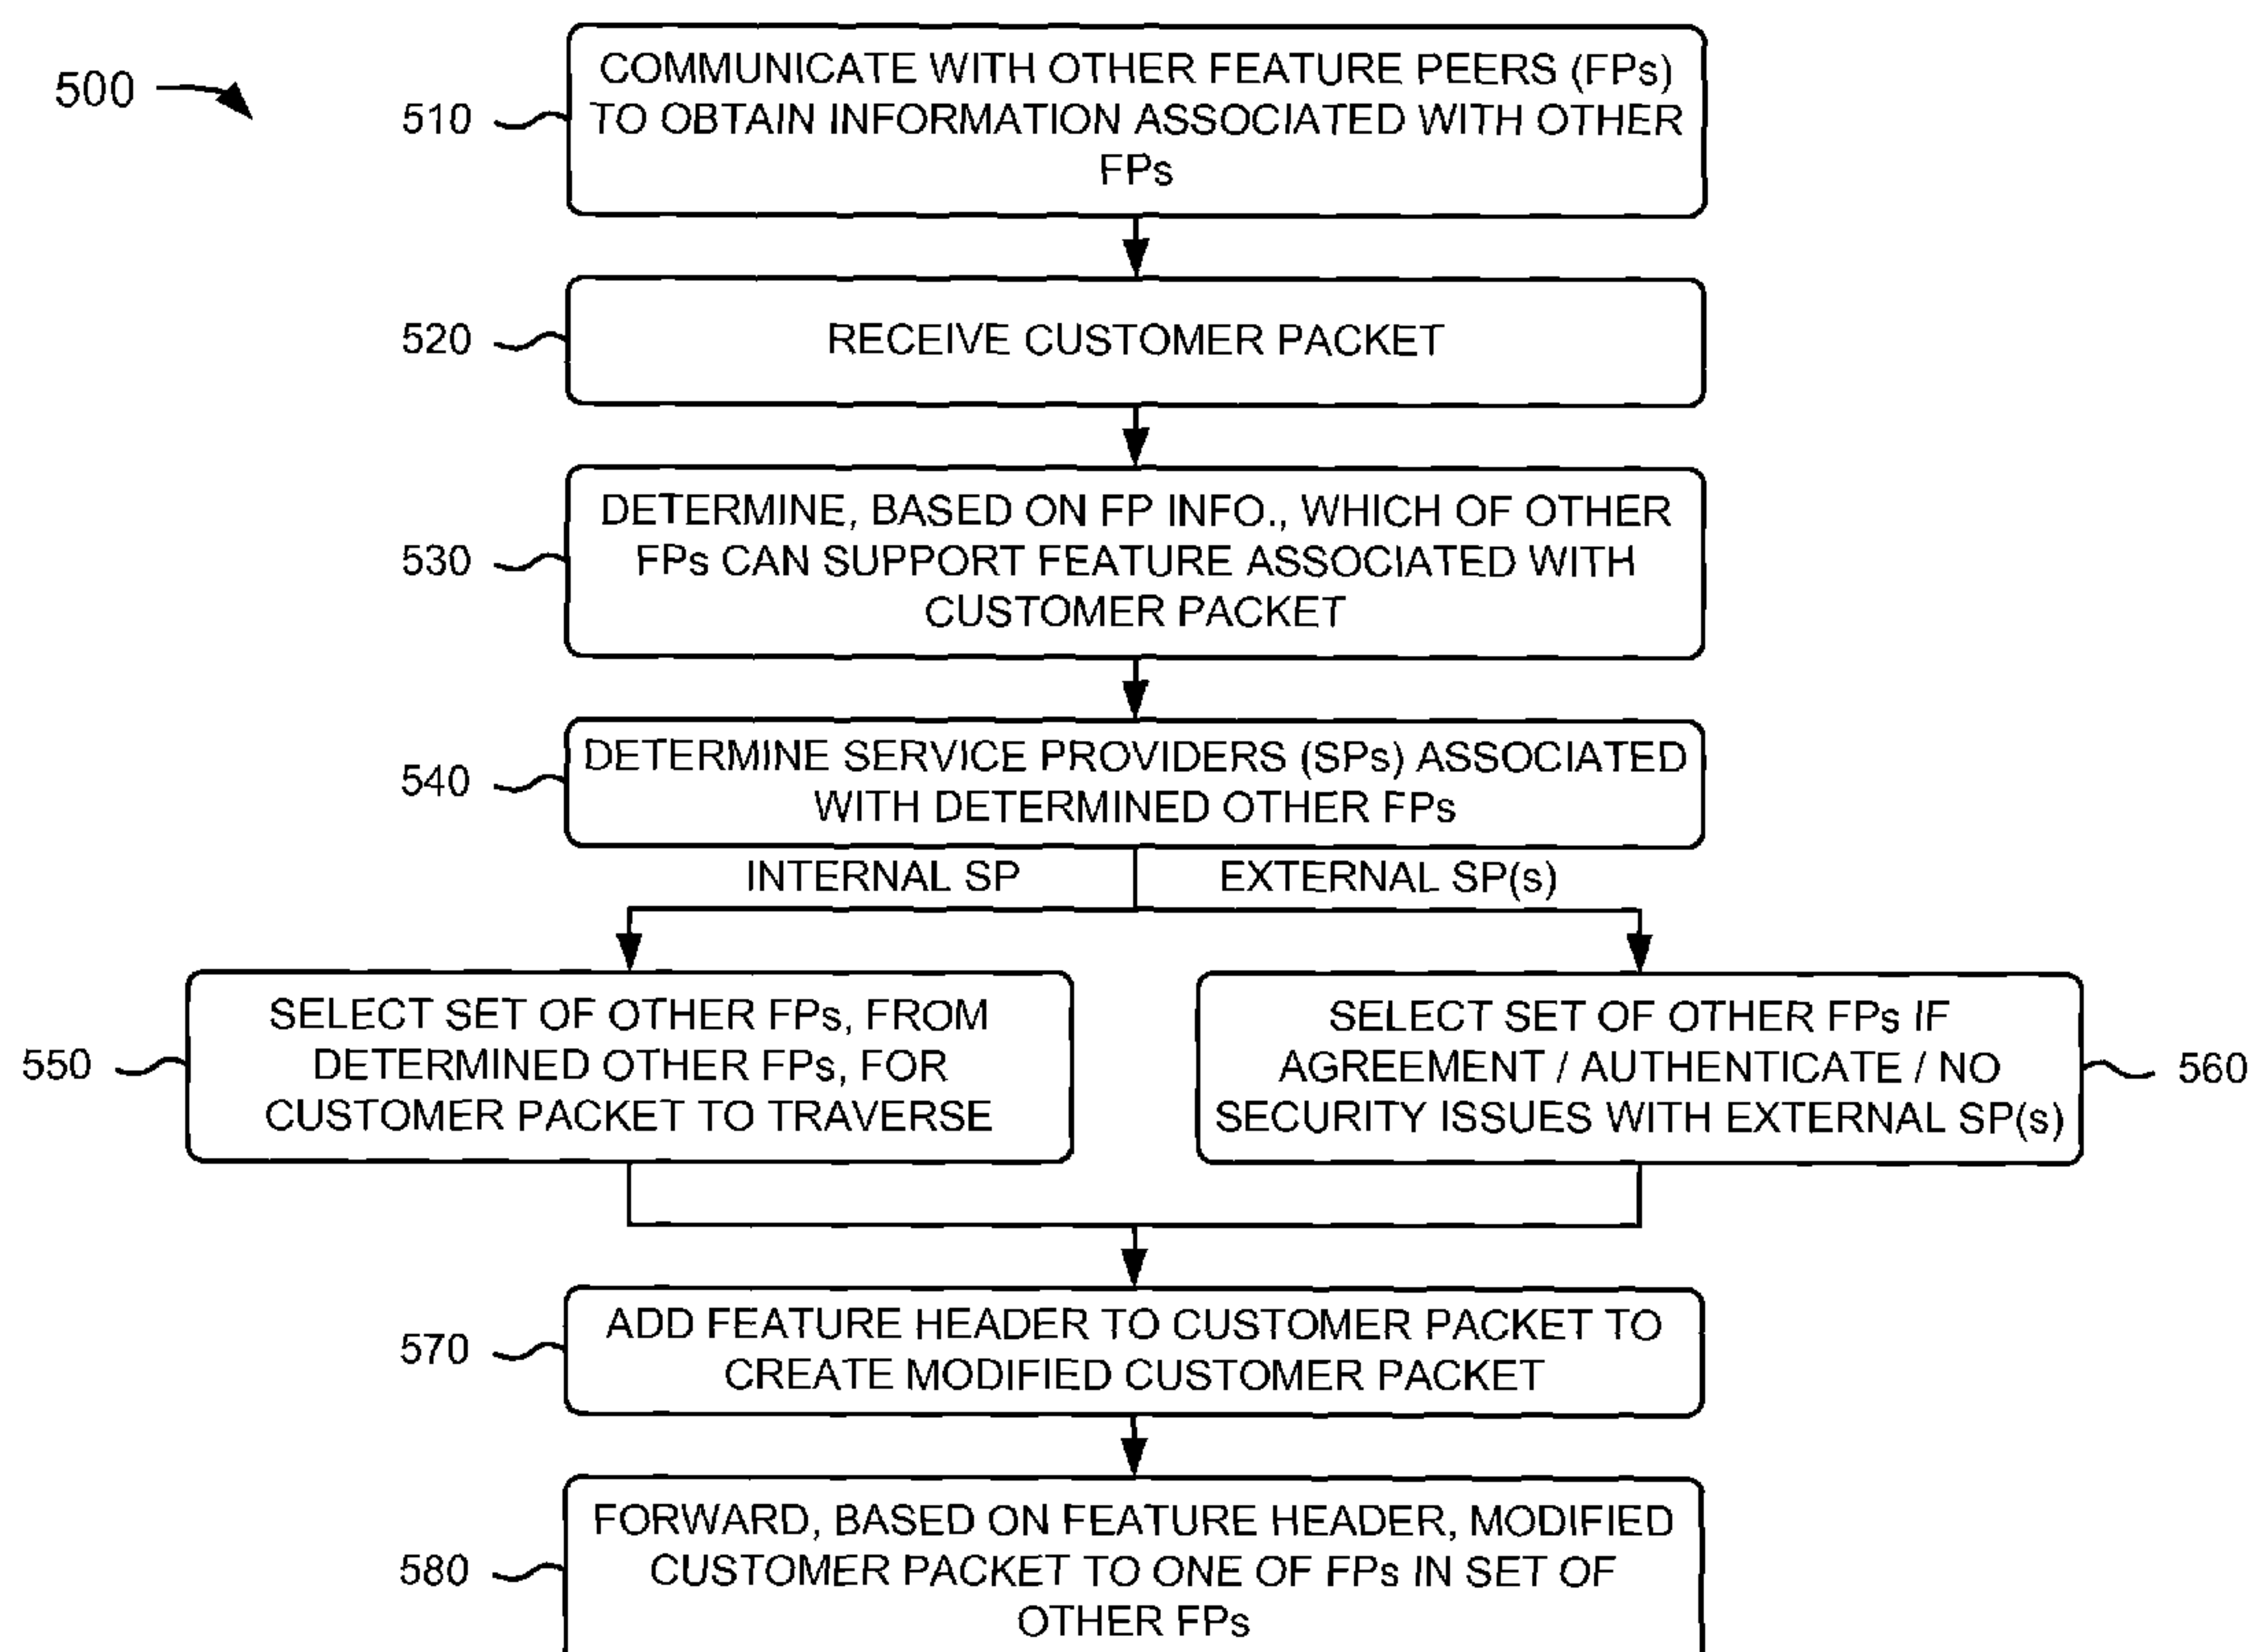 500
510
COMMUNICATE WITH OTHER FEATURE PEERS (FPs)
TO OBTAIN INFORMATION ASSOCIATED WITH OTHER
FPs
520
RECEIVE CUSTOMER PACKET
530
DETERMINE, BASED ON FP INFO., WHICH OF OTHER
FPs CAN SUPPORT FEATURE ASSOCIATED WITH
CUSTOMER PACKET
540
DETERMINE SERVICE PROVIDERS (SPs) ASSOCIATED
WITH DETERMINED OTHER FPs
INTERNAL SP
EXTERNAL SP(s)
550
SELECT SET OF OTHER FPs, FROM
DETERMINED OTHER FPs, FOR
CUSTOMER PACKET TO TRAVERSE
SELECT SET OF OTHER FPs IF
AGREEMENT / AUTHENTICATE / NO
SECURITY ISSUES WITH EXTERNAL SP(s)
560
570
ADD FEATURE HEADER TO CUSTOMER PACKET TO
CREATE MODIFIED CUSTOMER PACKET
580
FORWARD, BASED ON FEATURE HEADER, MODIFIED
CUSTOMER PACKET TO ONE OF FPs IN SET OF
OTHER FPs